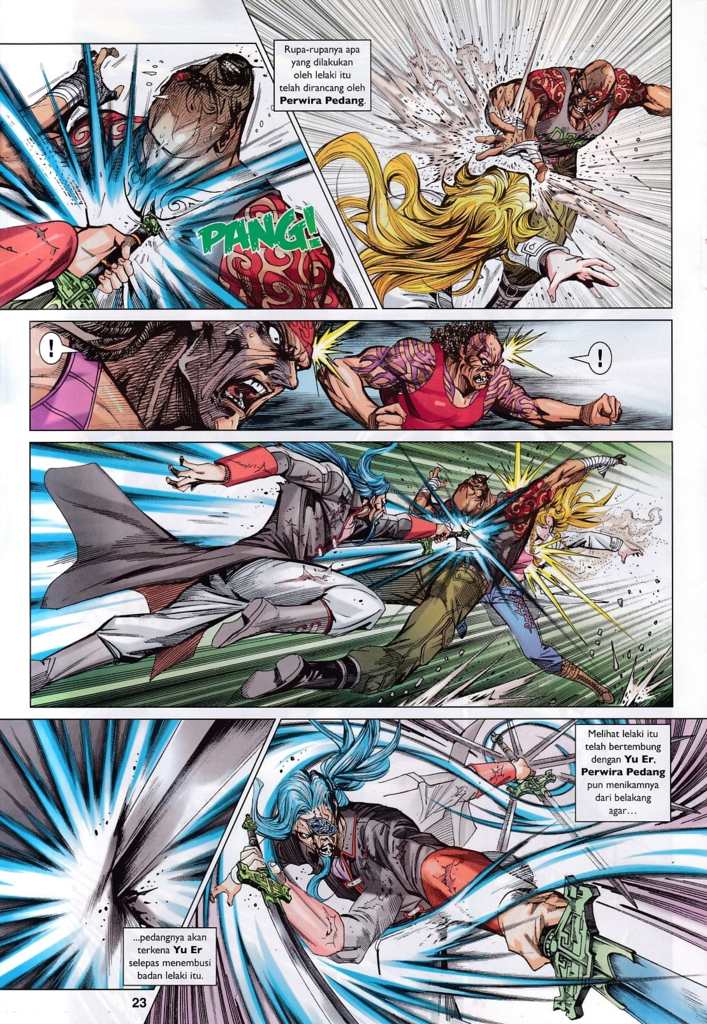 Rupa-rupanya apa
yang dilakukan
oleh lelaki itu
telah dirancang oleh
Perwira Pedang.
PANG!
!
!
Melihat lelaki itu
telah bertembung
dengan Yu Er,
Perwira Pedang
pun menikamnya
dari belakang
agar...
...pedangnya akan
terkena Yu Er
selepas menembusi
badan lelaki itu.
23